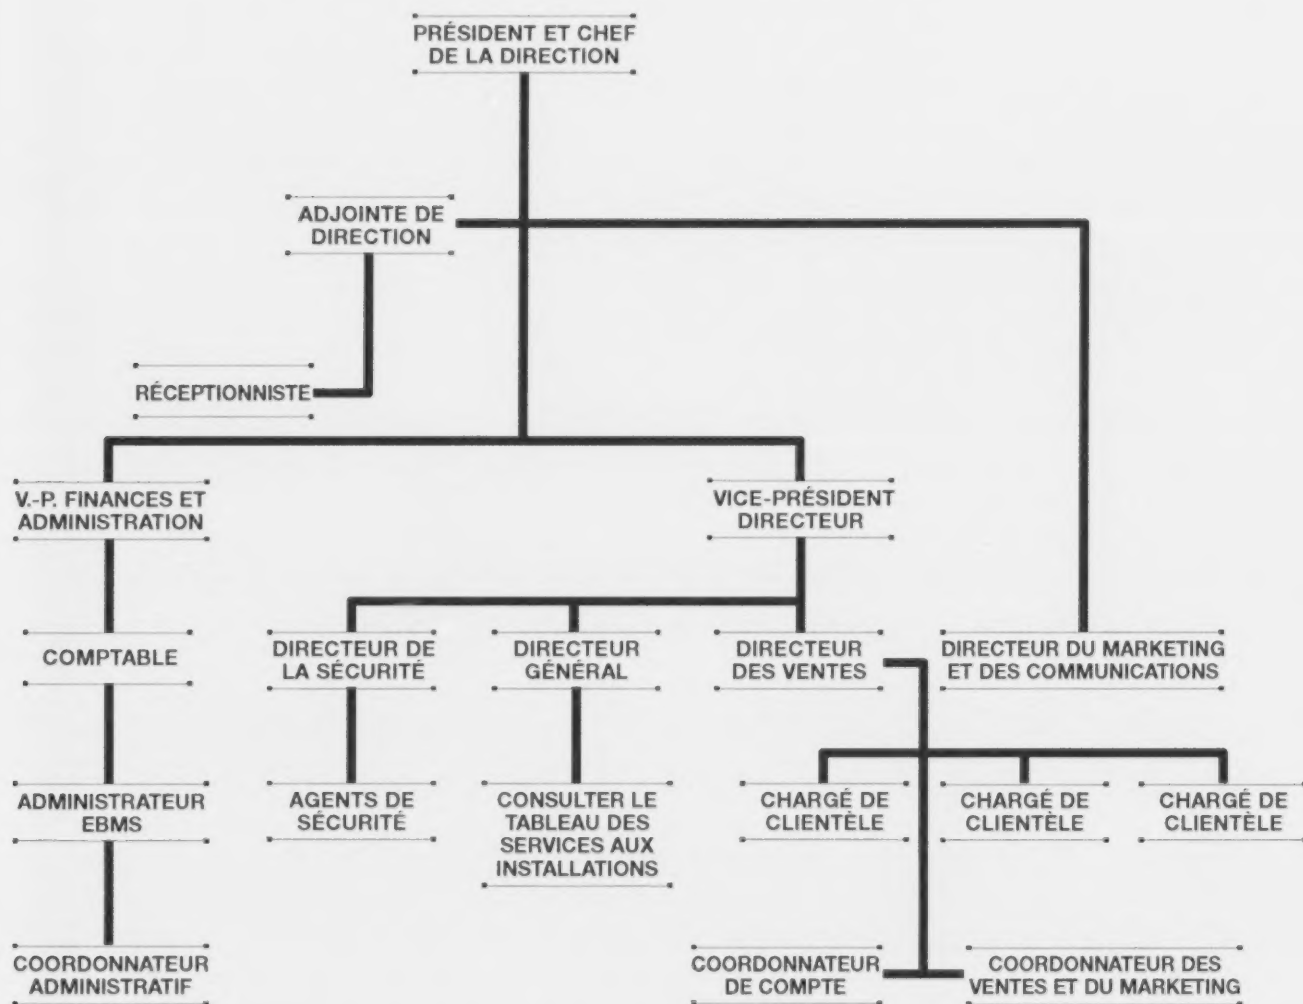 PRÉSIDENT ET CHEF
DE LA DIRECTION
ADJOINTE DE
DIRECTION
RÉCEPTIONNISTE
V.-P. FINANCES ET
ADMINISTRATION
VICE-PRÉSIDENT
DIRECTEUR
COMPTABLE
DIRECTEUR DE
LA SÉCURITÉ
DIRECTEUR
GÉNÉRAL
DIRECTEUR
DES VENTES
DIRECTEUR DU MARKETING
ET DES COMMUNICATIONS
ADMINISTRATEUR
EBMS
AGENTS DE
SÉCURITÉ
CONSULTER LE
TABLEAU DES
SERVICES AUX
INSTALLATIONS
CHARGÉ DE
CLIENTÈLE
CHARGÉ DE
CLIENTÈLE
CHARGÉ DE
CLIENTÈLE
COORDONNATEUR
ADMINISTRATIF
COORDONNATEUR
DE COMPTE
COORDONNATEUR DES
VENTES ET DU MARKETING